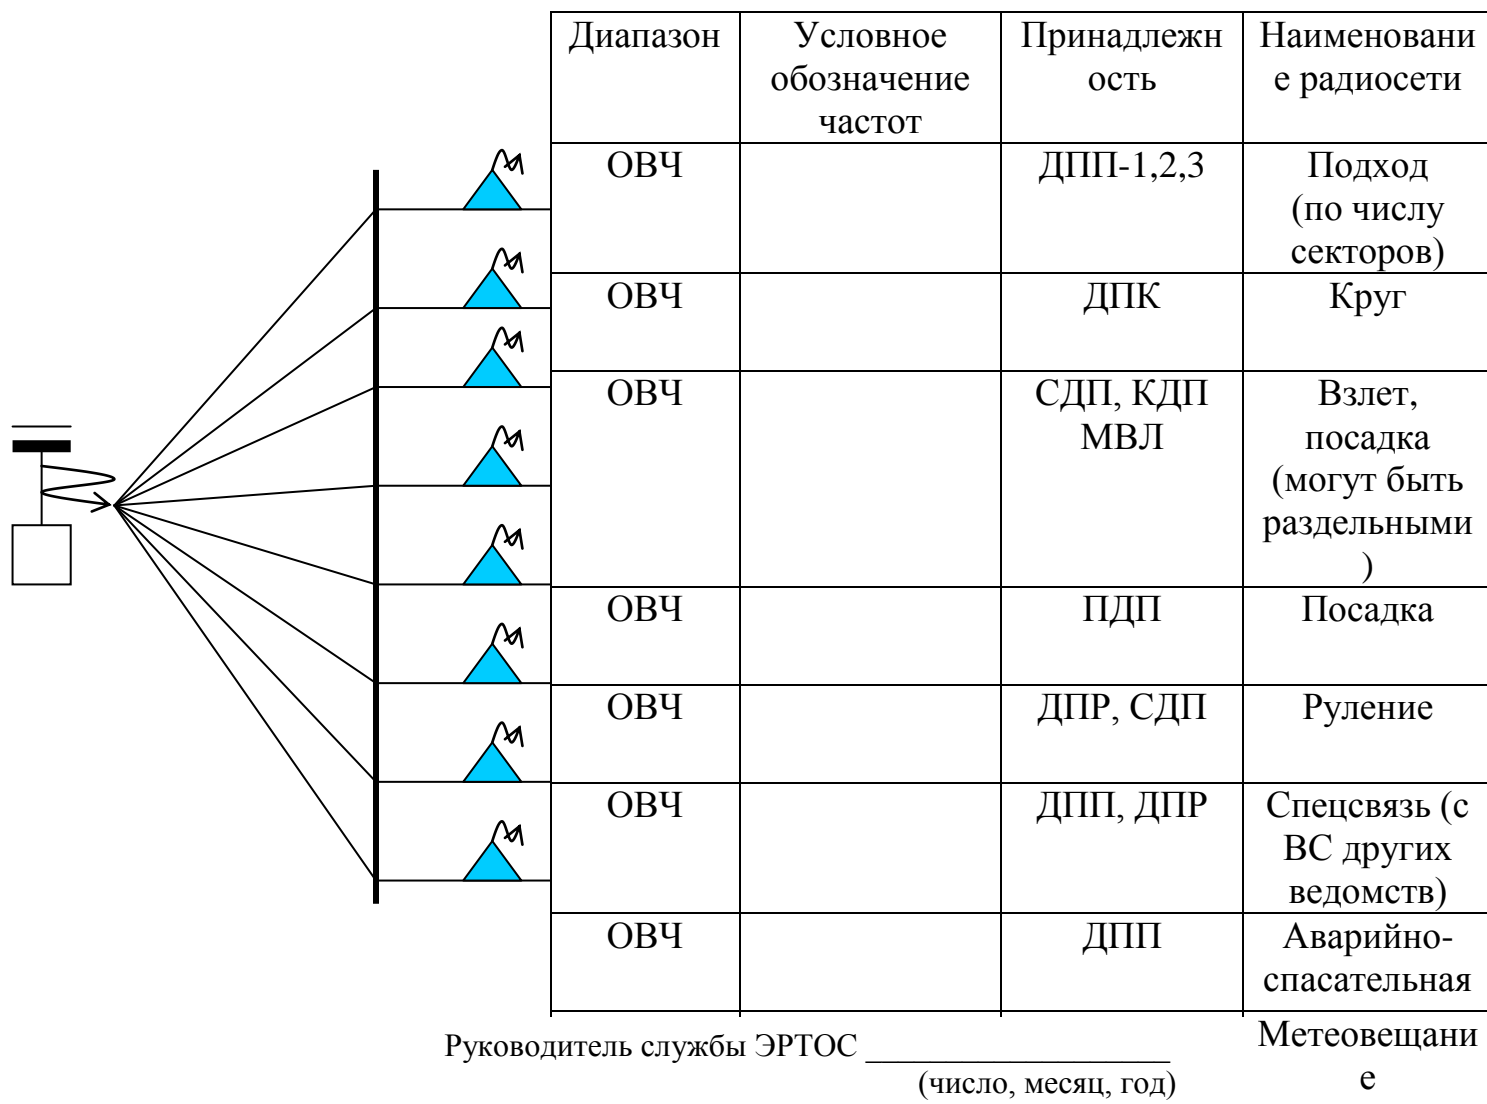 Диапазон Условное Принадлежн Наименовани
обозначение ость е радиосети
частот
ОВЧ ДПП-1,2,3 Подход
(по числу
секторов)
ОВЧ ДПК Круг
ОВЧ СДП, КДП Взлет,
МВЛ посадка
(могут быть
раздельными
)
ОВЧ ПДП Посадка
ОВЧ ДПР, СДП Руление
ОВЧ ДПП, ДПР Спецсвязь (с
ВС других
ведомств)
ОВЧ ДПП Аварийно-
спасательная
Метеовещани
е
Руководитель службы ЭРТОС ___________________
(число, месяц, год)